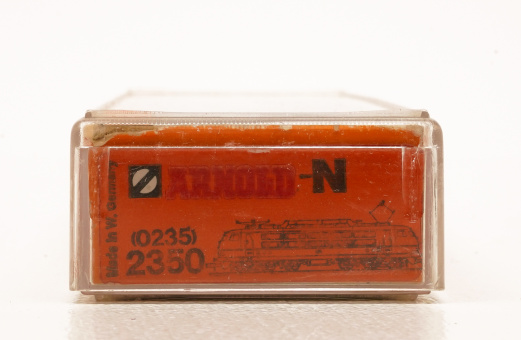 ARNOLD-N
(0235)
2350
Made in W. Germany